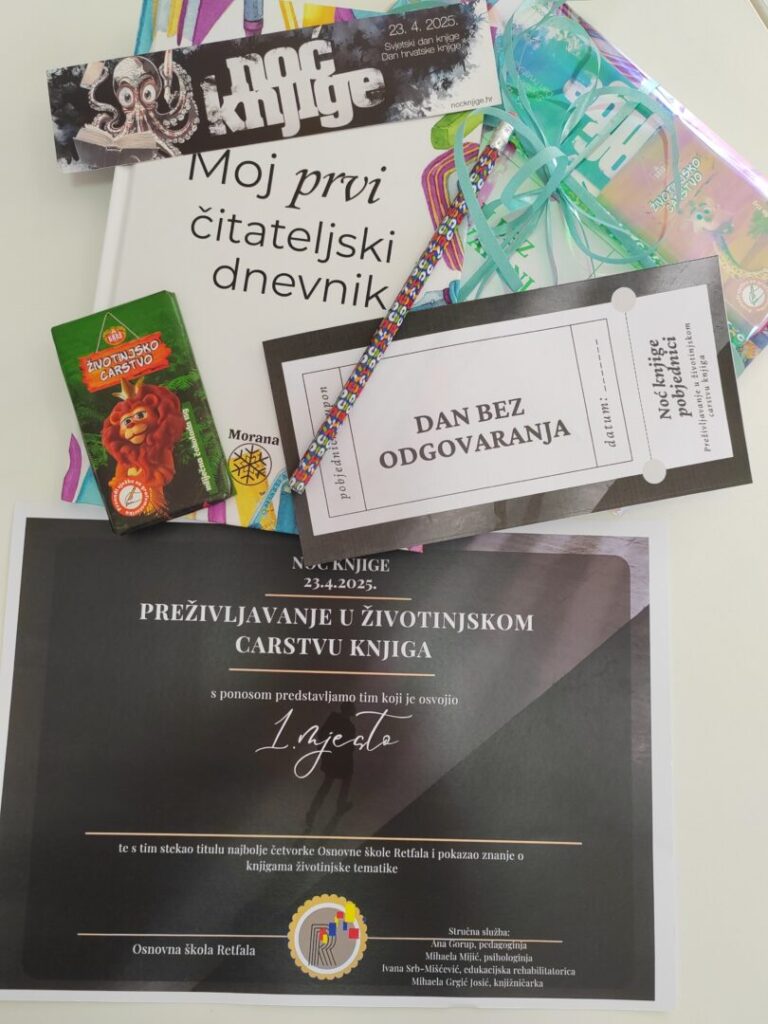 23. 4. 2025.
Svjetski dan knjige
Dan hrvatske knjige
noć
knjige
nocknjige.hr
Moj prvi
čitateljski
dnevnik
ŽIVOTINJSKO
CARSTVO
KRAŠ
ŽIVOTINJSKO
CARSTVO
Morana
DAN BEZ
ODGOVARANJA
datum: ------
Noć knjige
pobjednici
Preživljavanje u životinjskom
carstvu knjiga
NOĆ KNJIGE
23.4.2025.
PREŽIVLJAVANJE U ŽIVOTINJSKOM
CARSTVU KNJIGA
s ponosom predstavljamo tim koji je osvojio
1.mjesto
te s tim stekao titulu najbolje četvorke Osnovne škole Retfala i pokazao znanje o
knjigama životinjske tematike
Osnovna škola Retfala
Stručna služba:
Ana Gorup, pedagoginja
Mihaela Mijić, psihologinja
Ivana Srb-Mišćević, edukacijska rehabilitatorica
Mihaela Grgić Josić, knjižničarka